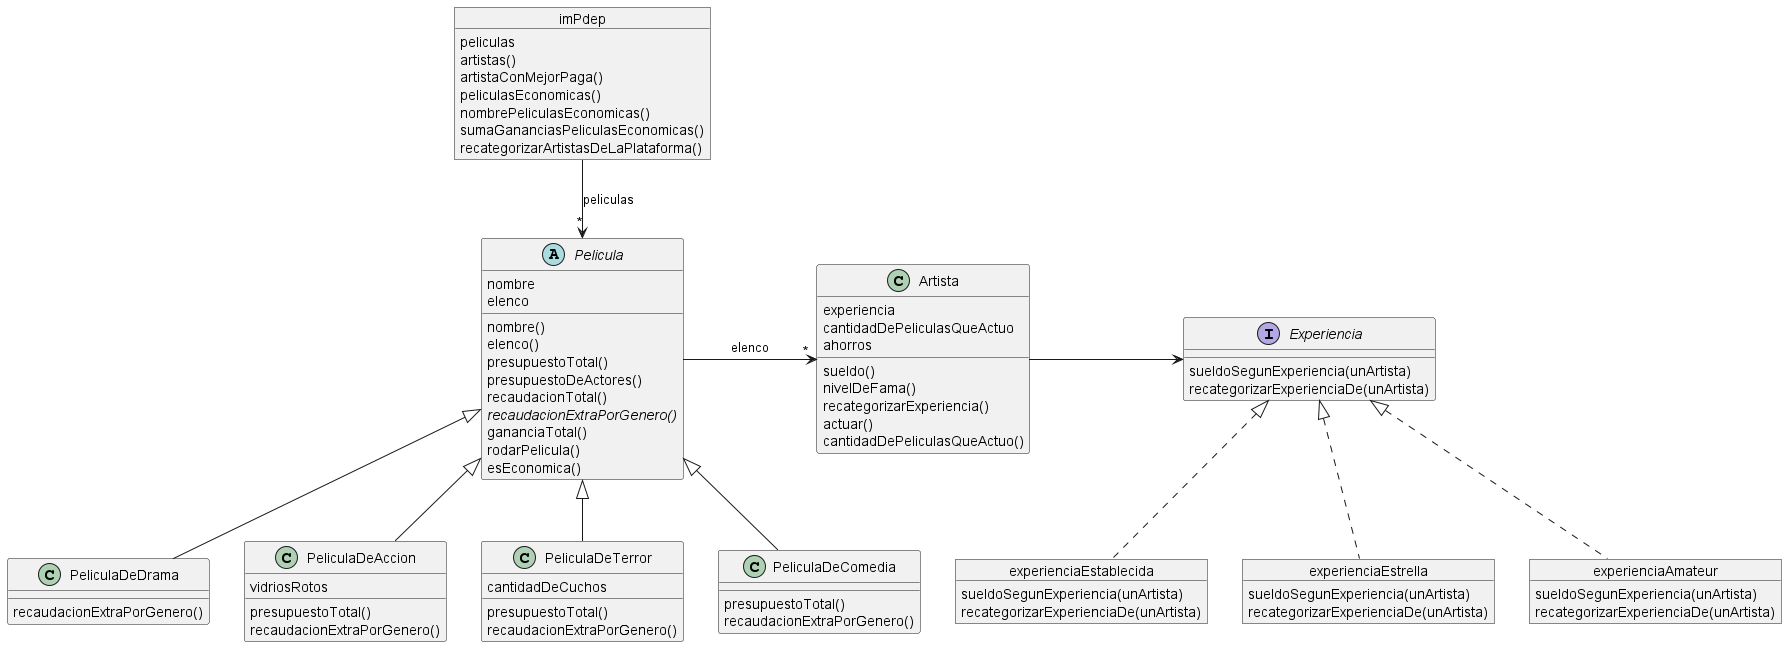 imPdep
peliculas
artistas()
artistaConMejorPaga()
peliculasEconomicas()
nombrePeliculasEconomicas()
sumaGananciasPeliculasEconomicas()
recategorizarArtistasDeLaPlataforma()
peliculas
*
A Pelicula
nombre
elenco
nombre()
elenco()
presupuestoTotal()
presupuestoDeActores()
recaudacionTotal()
recaudacionExtraPorGenero()
gananciaTotal()
rodarPelicula()
esEconomica()
elenco *
C Artista
experiencia
cantidadDePeliculasQueActuo
ahorros
sueldo()
nivelDeFama()
recategorizarExperiencia()
actuar()
cantidadDePeliculasQueActuo()
I Experiencia
sueldoSegunExperiencia(unArtista)
recategorizarExperienciaDe(unArtista)
C PeliculaDeDrama
recaudacionExtraPorGenero()
C PeliculaDeAccion
vidriosRotos
presupuestoTotal()
recaudacionExtraPorGenero()
C PeliculaDeTerror
cantidadDeCuchos
presupuestoTotal()
recaudacionExtraPorGenero()
C PeliculaDeComedia
presupuestoTotal()
recaudacionExtraPorGenero()
experienciaEstablecida
sueldoSegunExperiencia(unArtista)
recategorizarExperienciaDe(unArtista)
experienciaEstrella
sueldoSegunExperiencia(unArtista)
recategorizarExperienciaDe(unArtista)
experienciaAmateur
sueldoSegunExperiencia(unArtista)
recategorizarExperienciaDe(unArtista)